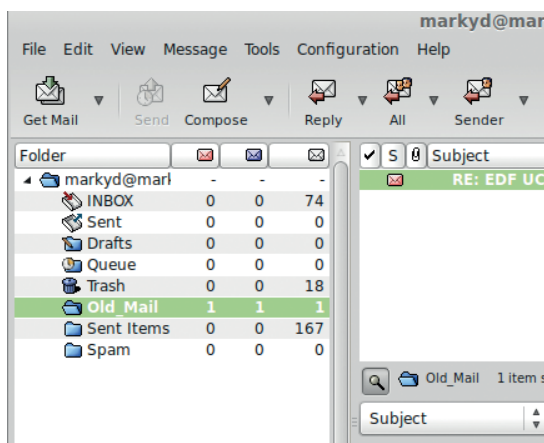 markyd@mar
File Edit View Message Tools Configuration Help
Get Mail Send Compose Reply All Sender
Folder
markyd@mark - - -
INBOX 0 0 74
Sent 0 0 0
Drafts 0 0 0
Queue 0 0 0
Trash 0 0 18
Old_Mail 1 1 1
Sent Items 0 0 167
Spam 0 0 0
✓ S Subject
RE: EDF UC
Old_Mail 1 item s
Subject